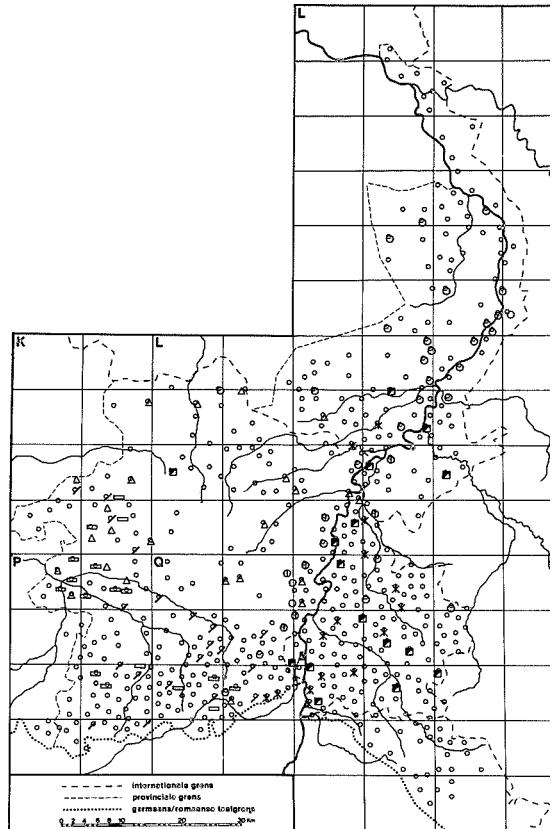 L
K L
P Q
internationale grens
provinciale grens
germaans/romaanse taalgrens
0 2 4 6 8 10 20 30 Km